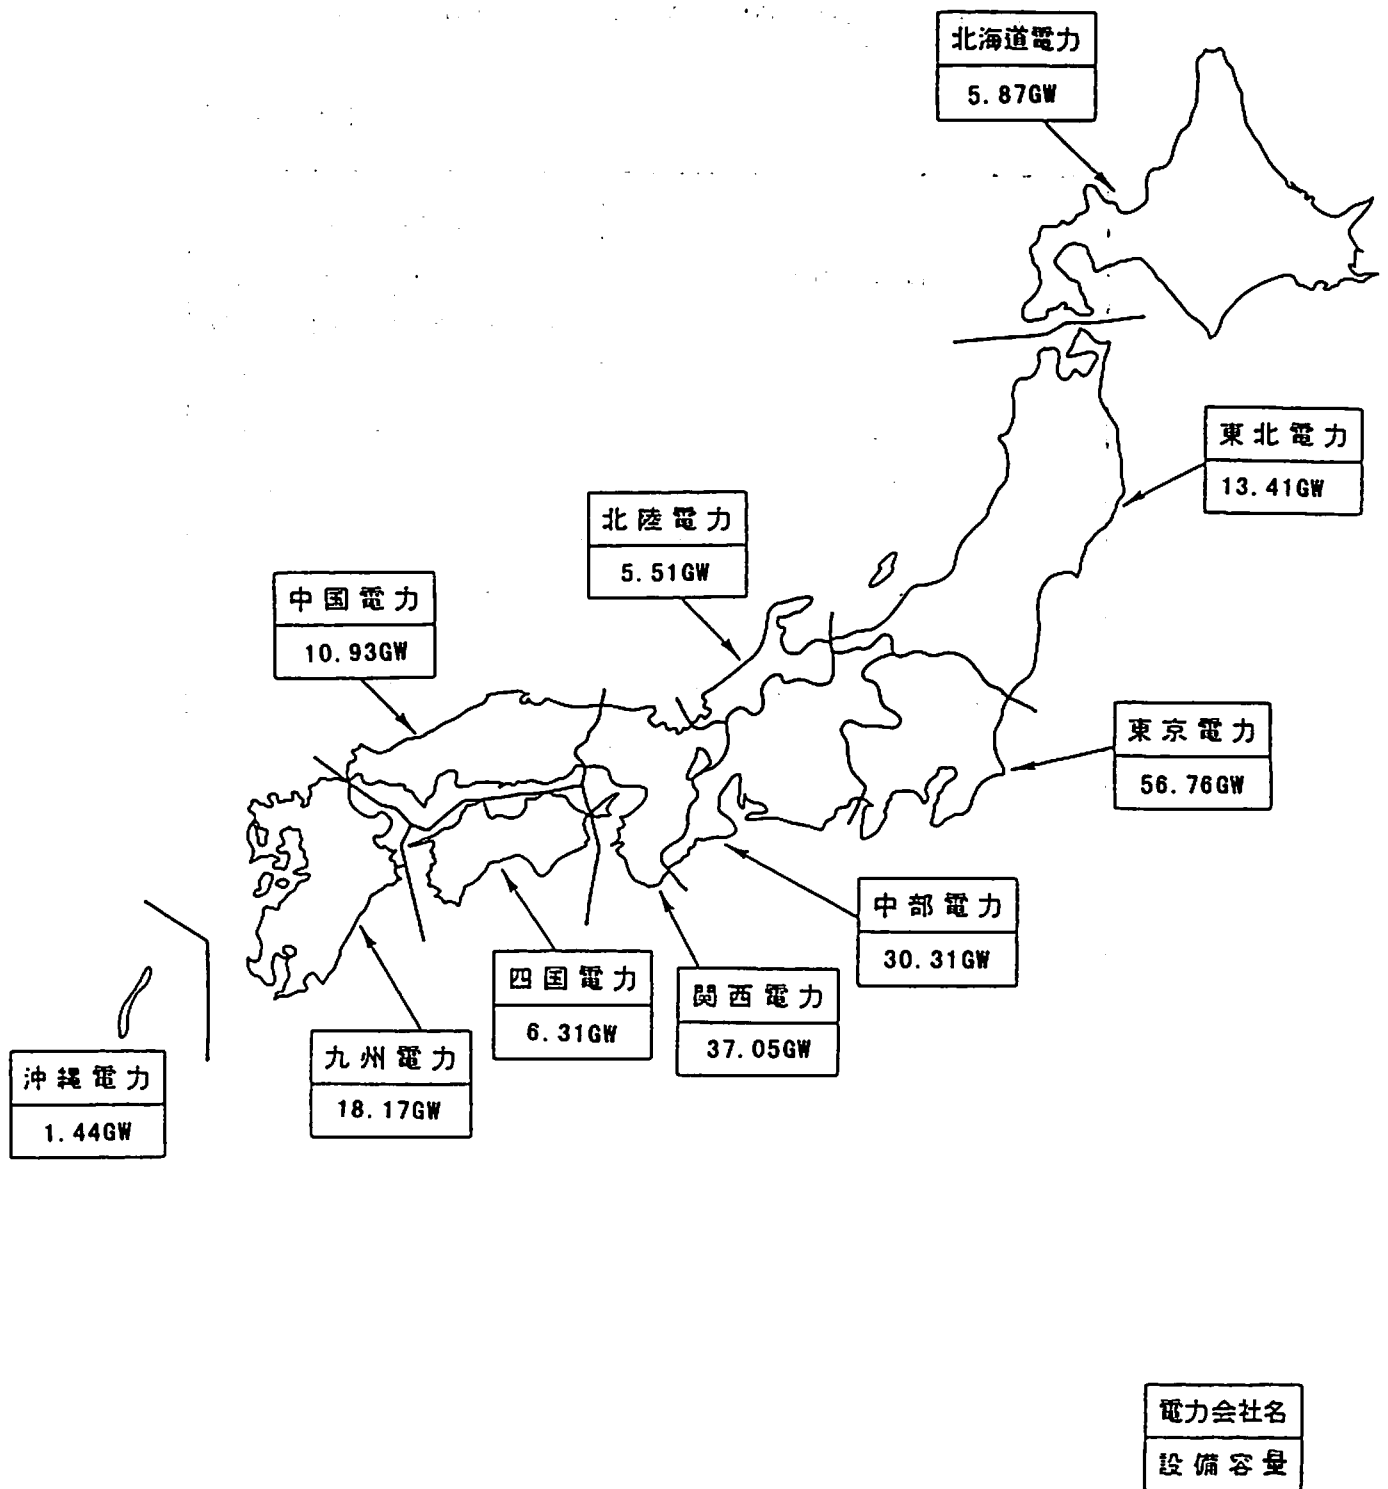 北海道電力
5.87GW
東北電力
13.41GW
北陸電力
5.51GW
中国電力
10.93GW
東京電力
56.76GW
中部電力
30.31GW
四国電力
6.31GW
関西電力
37.05GW
九州電力
18.17GW
沖縄電力
1.44GW
電力会社名
設備容量